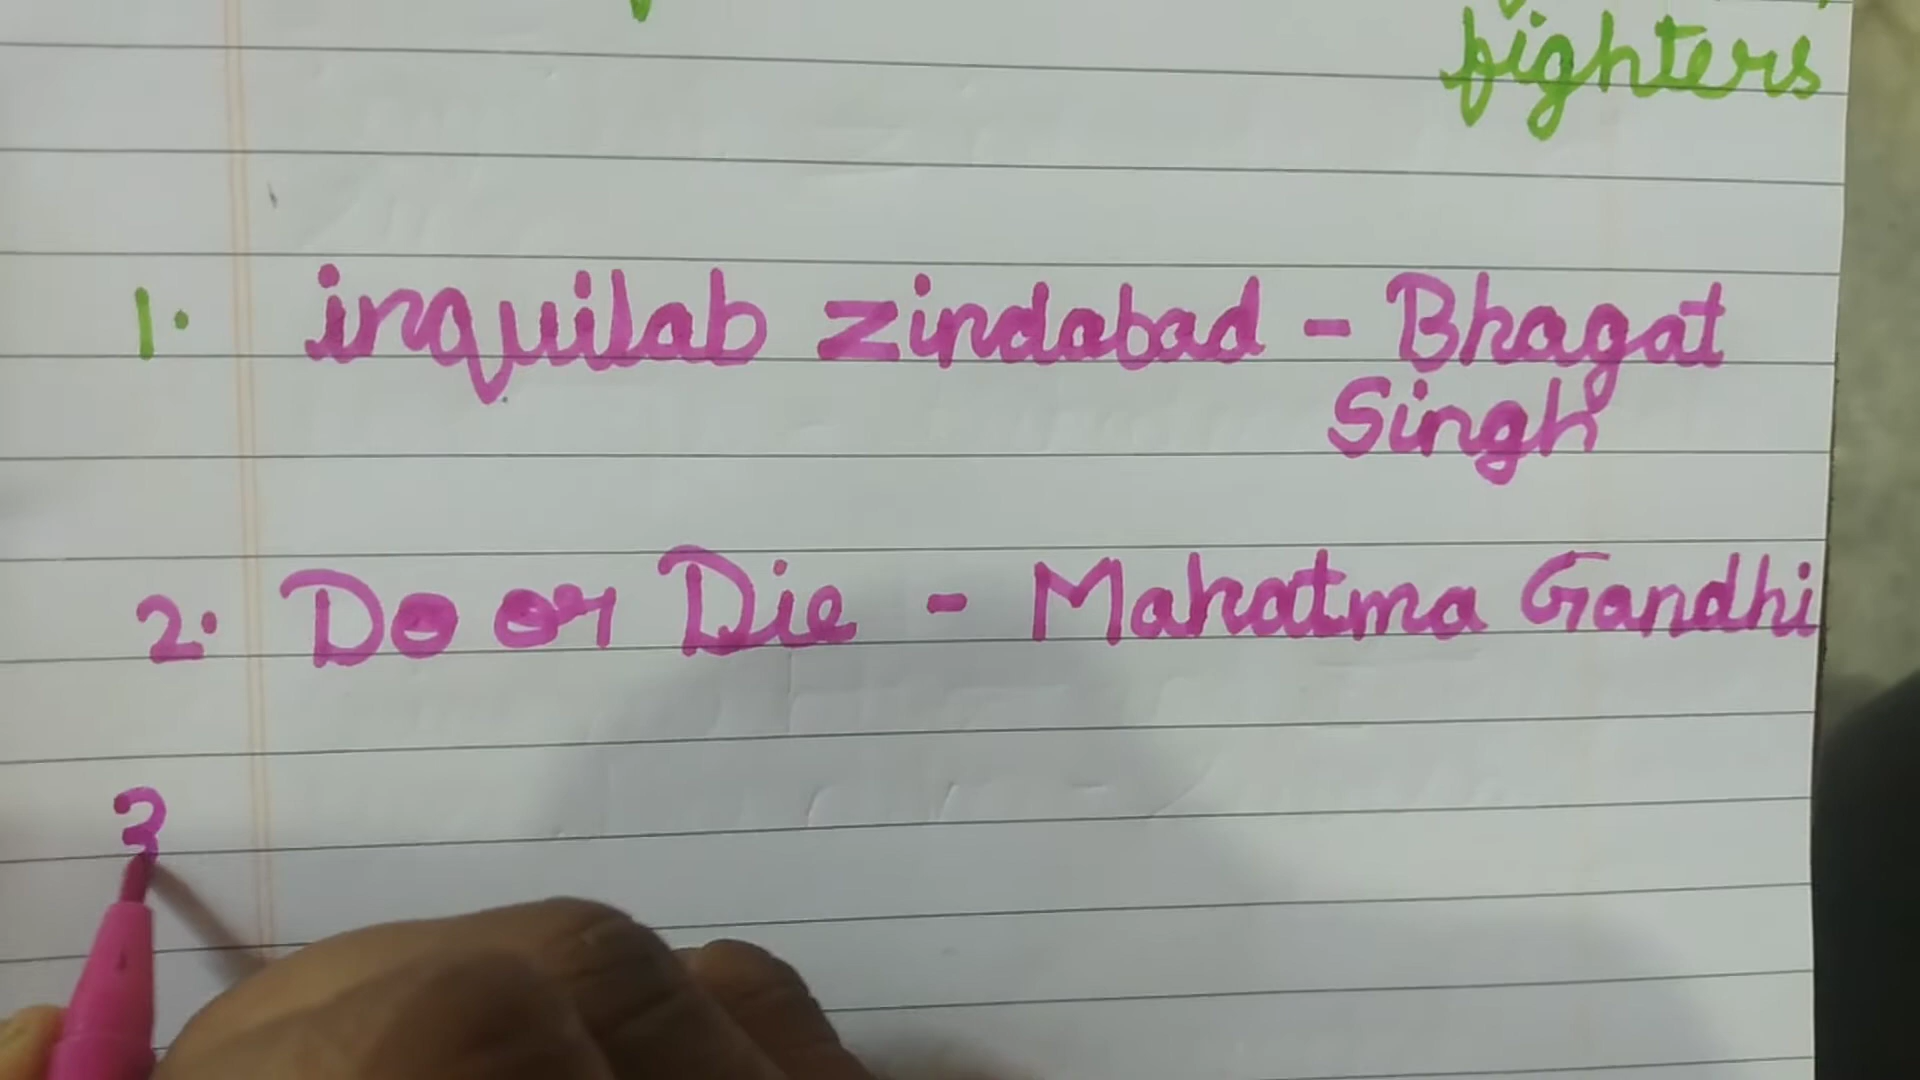 fighters
1. inquilab zindabad - Bhagat
Singh
2. Do or Die - Mahatma Gandhi
3